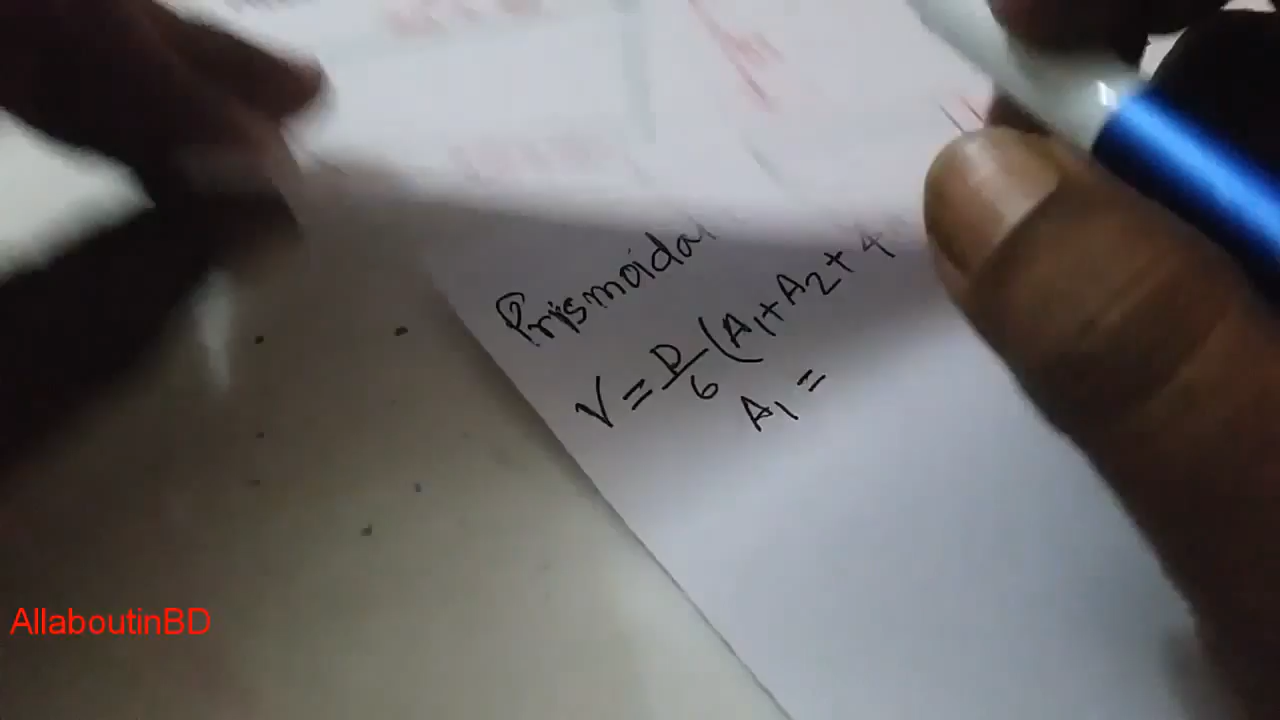 Prismoidal
V = D/6 (A1 + A2 + 4
A1 =
AllaboutinBD